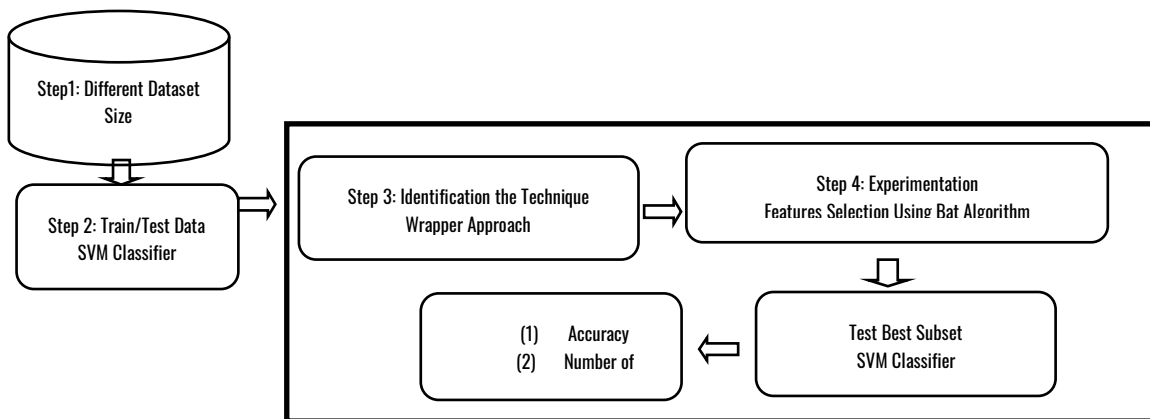 Step1: Different Dataset
Size
Step 2: Train/Test Data
SVM Classifier
Step 3: Identification the Technique
Wrapper Approach
Step 4: Experimentation
Features Selection Using Bat Algorithm
Test Best Subset
SVM Classifier
(1) Accuracy
(2) Number of